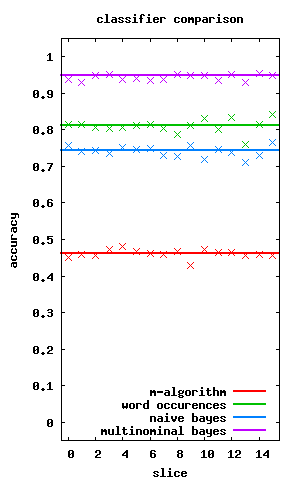 classifier comparison
1
0.9
0.8
0.7
0.6
0.5
0.4
0.3
0.2
0.1
0
accuracy
m-algorithm
word occurences
naive bayes
multinominal bayes
0 2 4 6 8 10 12 14
slice